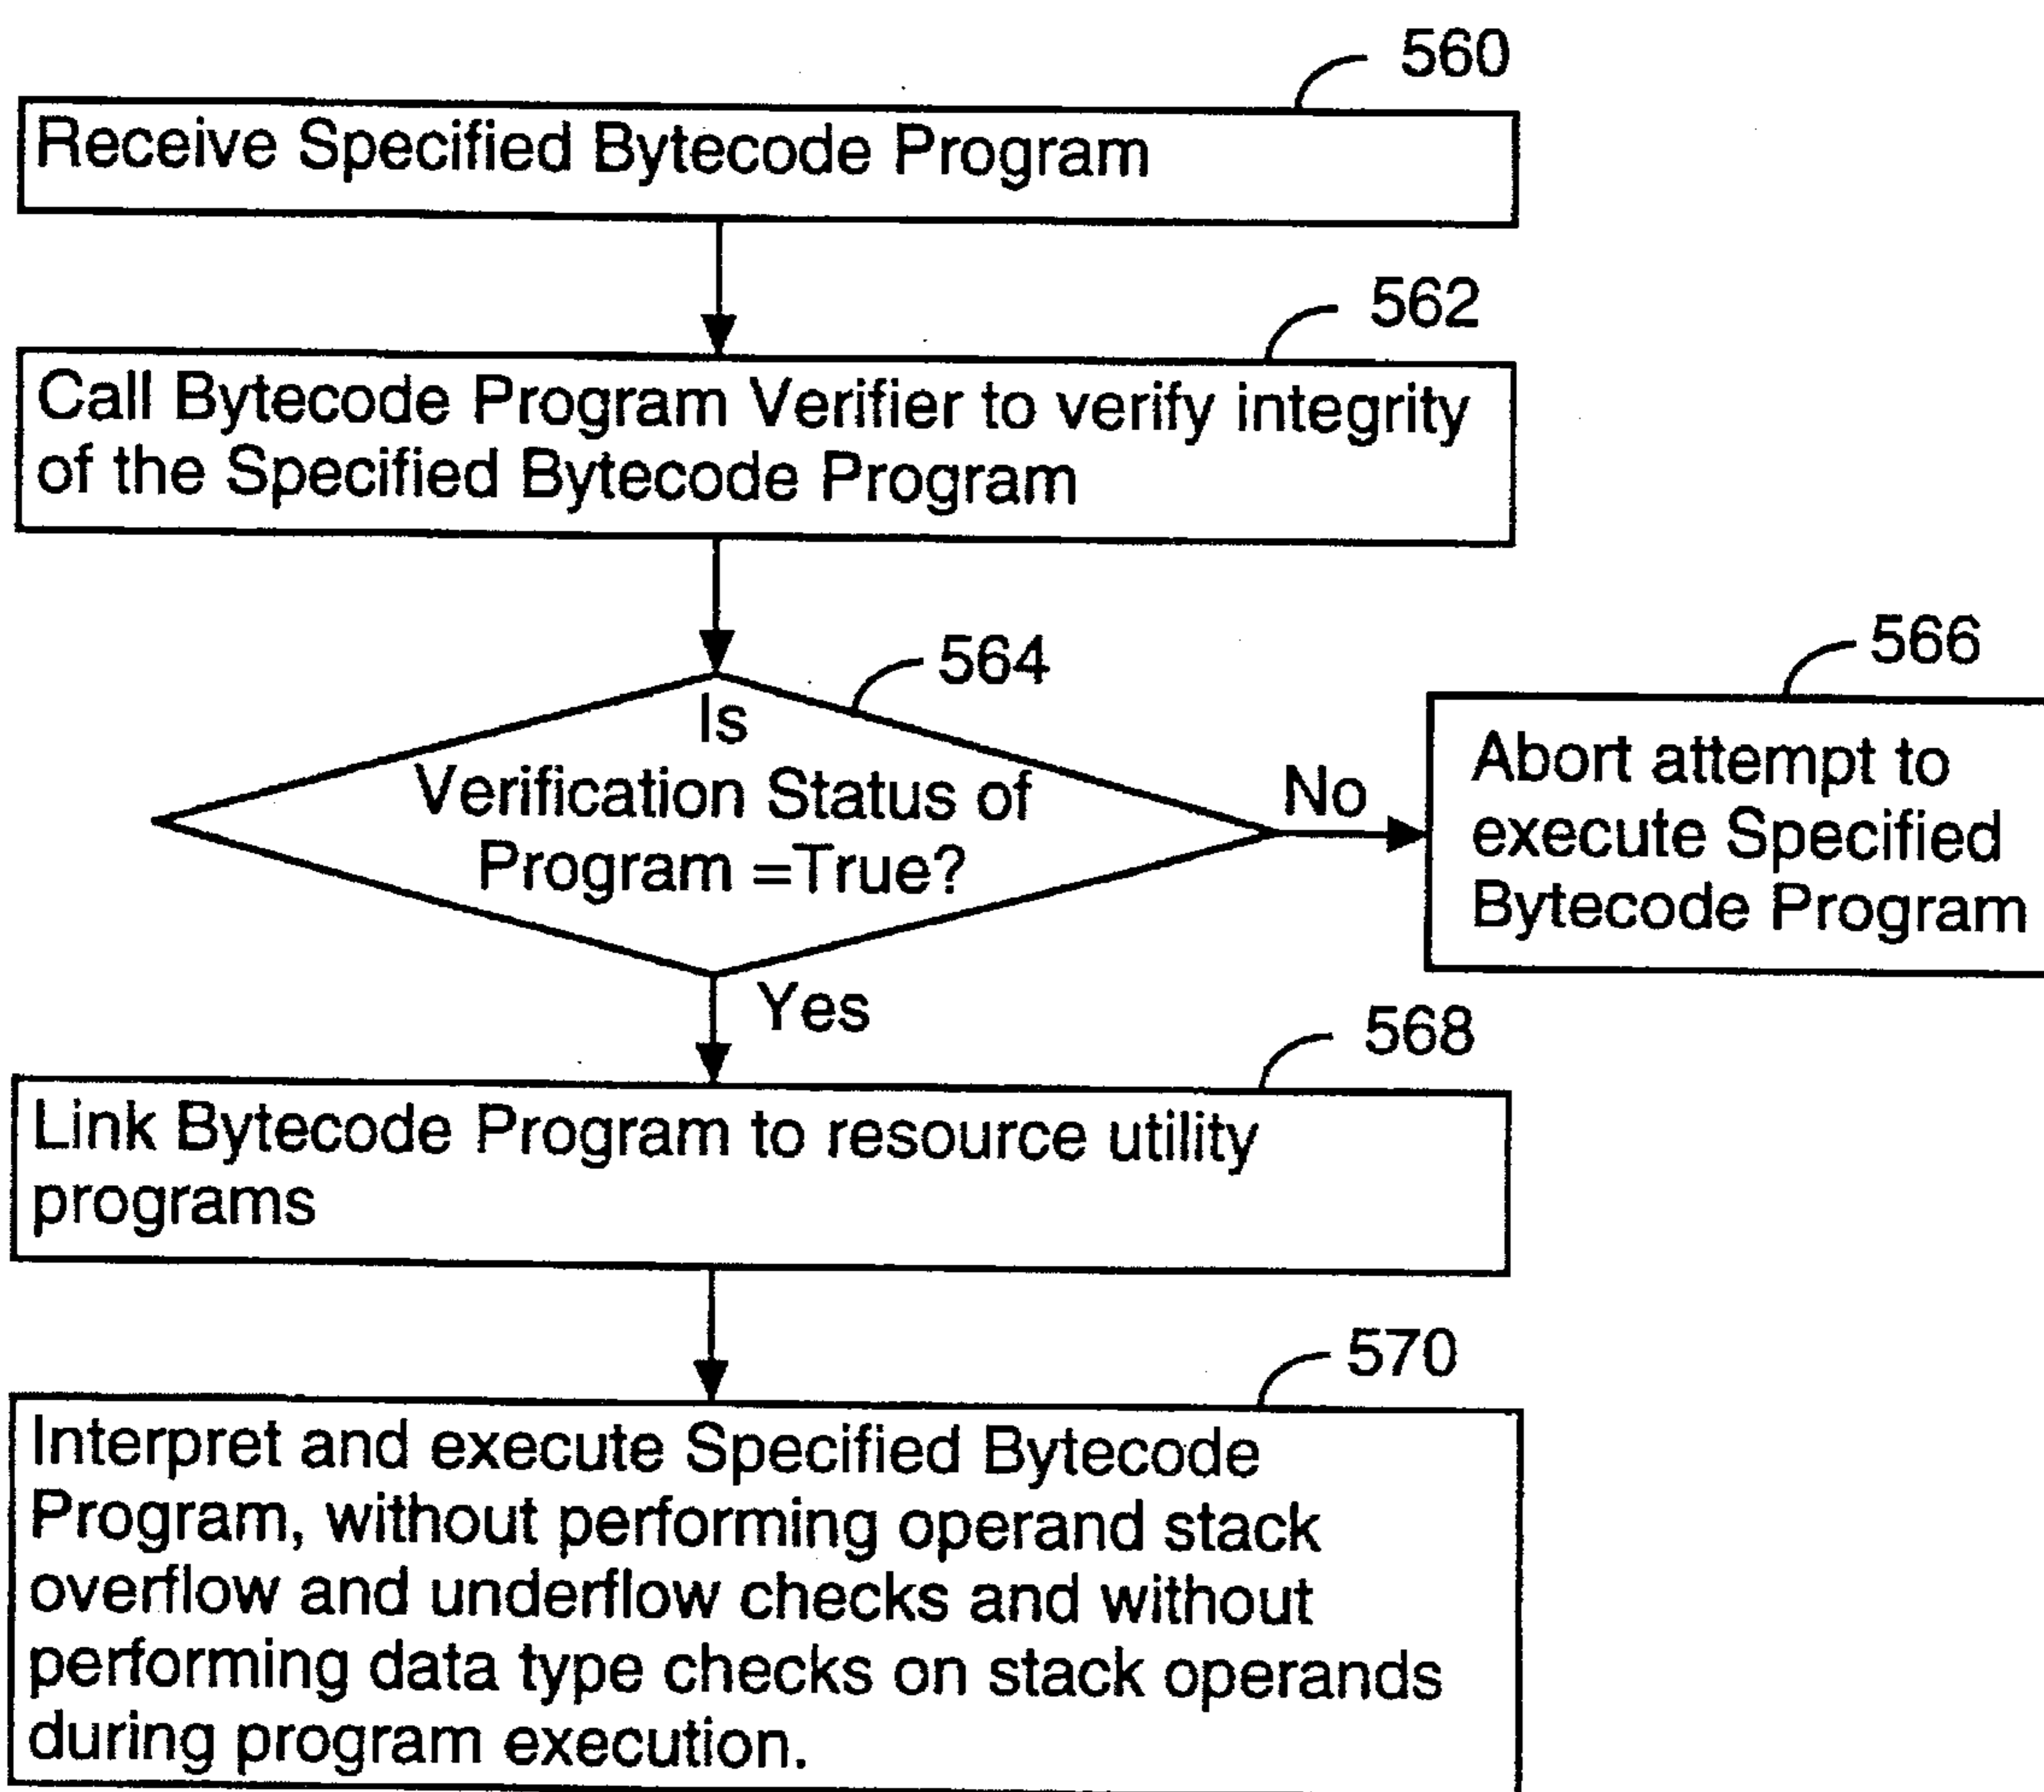 560
Receive Specified Bytecode Program
562
Call Bytecode Program Verifier to verify integrity
of the Specified Bytecode Program
564
Is
Verification Status of
Program =True?
No
566
Abort attempt to
execute Specified
Bytecode Program
Yes
568
Link Bytecode Program to resource utility
programs
570
Interpret and execute Specified Bytecode
Program, without performing operand stack
overflow and underflow checks and without
performing data type checks on stack operands
during program execution.